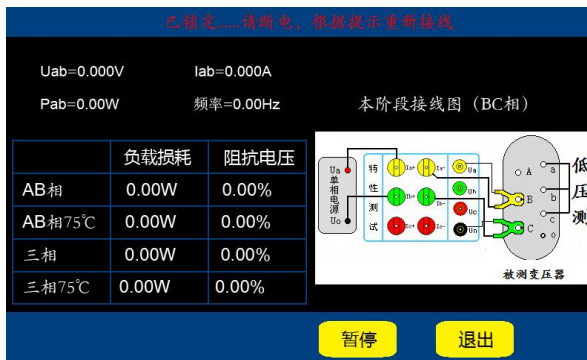 已锁定......请断电、根据提示重新接线
Uab=0.000V
Iab=0.000A
Pab=0.00W
频率=0.00Hz
本阶段接线图（BC相）
负载损耗
阻抗电压
AB相
0.00W
0.00%
AB相75℃
0.00W
0.00%
三相
0.00W
0.00%
三相75℃
0.00W
0.00%
Ua
单相电源
Uo
特性测试
Ia+
Ia-
Ua
Ib+
Ib-
Ub
Uc
Ic+
Ic-
Un
A
B
C
a
b
c
o
低压测
被测变压器
暂停
退出